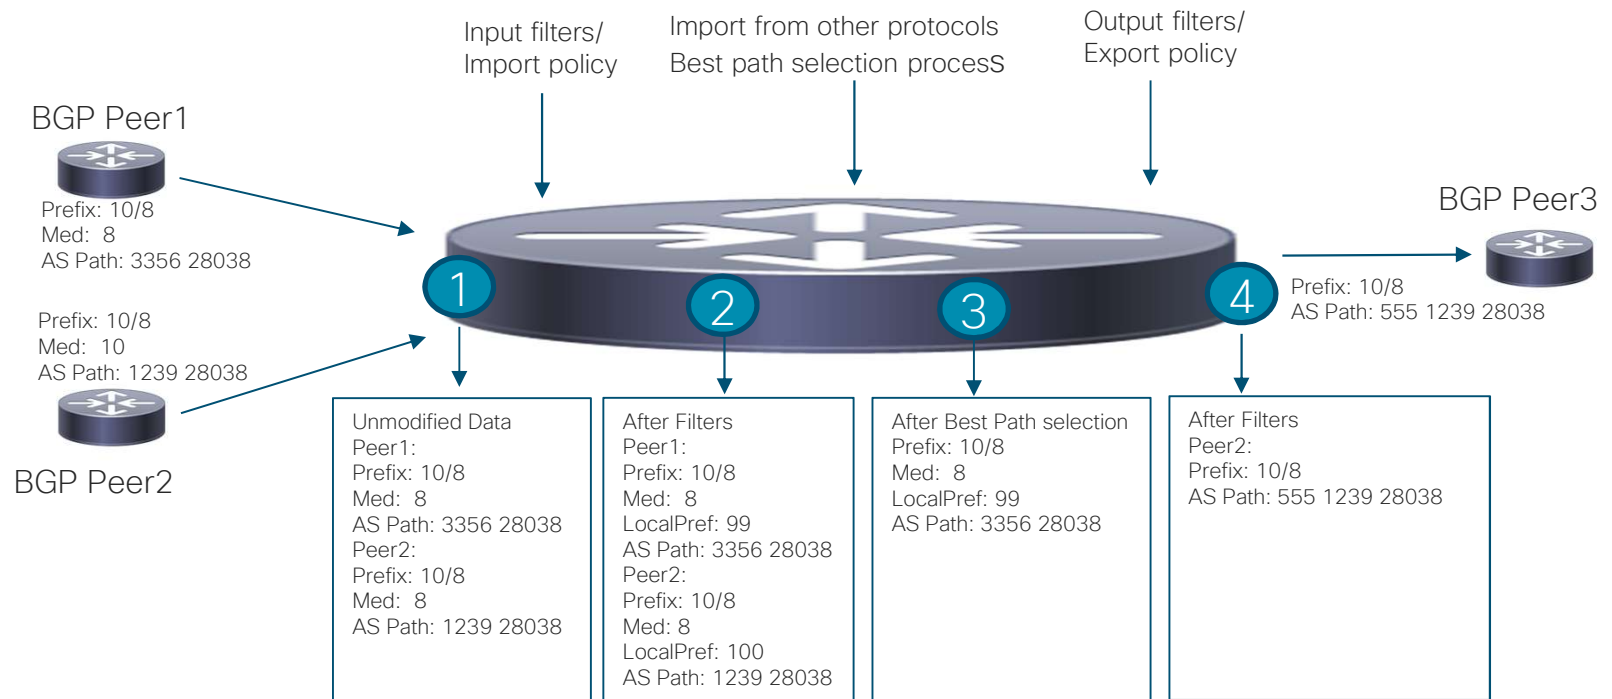 Input filters/
Import policy
Import from other protocols
Best path selection process
Output filters/
Export policy
BGP Peer1
Prefix: 10/8
Med: 8
AS Path: 3356 28038
Prefix: 10/8
Med: 10
AS Path: 1239 28038
BGP Peer2
BGP Peer3
Prefix: 10/8
AS Path: 555 1239 28038
1
2
3
4
Unmodified Data
Peer1:
Prefix: 10/8
Med: 8
AS Path: 3356 28038
Peer2:
Prefix: 10/8
Med: 8
AS Path: 1239 28038
After Filters
Peer1:
Prefix: 10/8
Med: 8
LocalPref: 99
AS Path: 3356 28038
Peer2:
Prefix: 10/8
Med: 8
LocalPref: 100
AS Path: 1239 28038
After Best Path selection
Prefix: 10/8
Med: 8
LocalPref: 99
AS Path: 3356 28038
After Filters
Peer2:
Prefix: 10/8
AS Path: 555 1239 28038